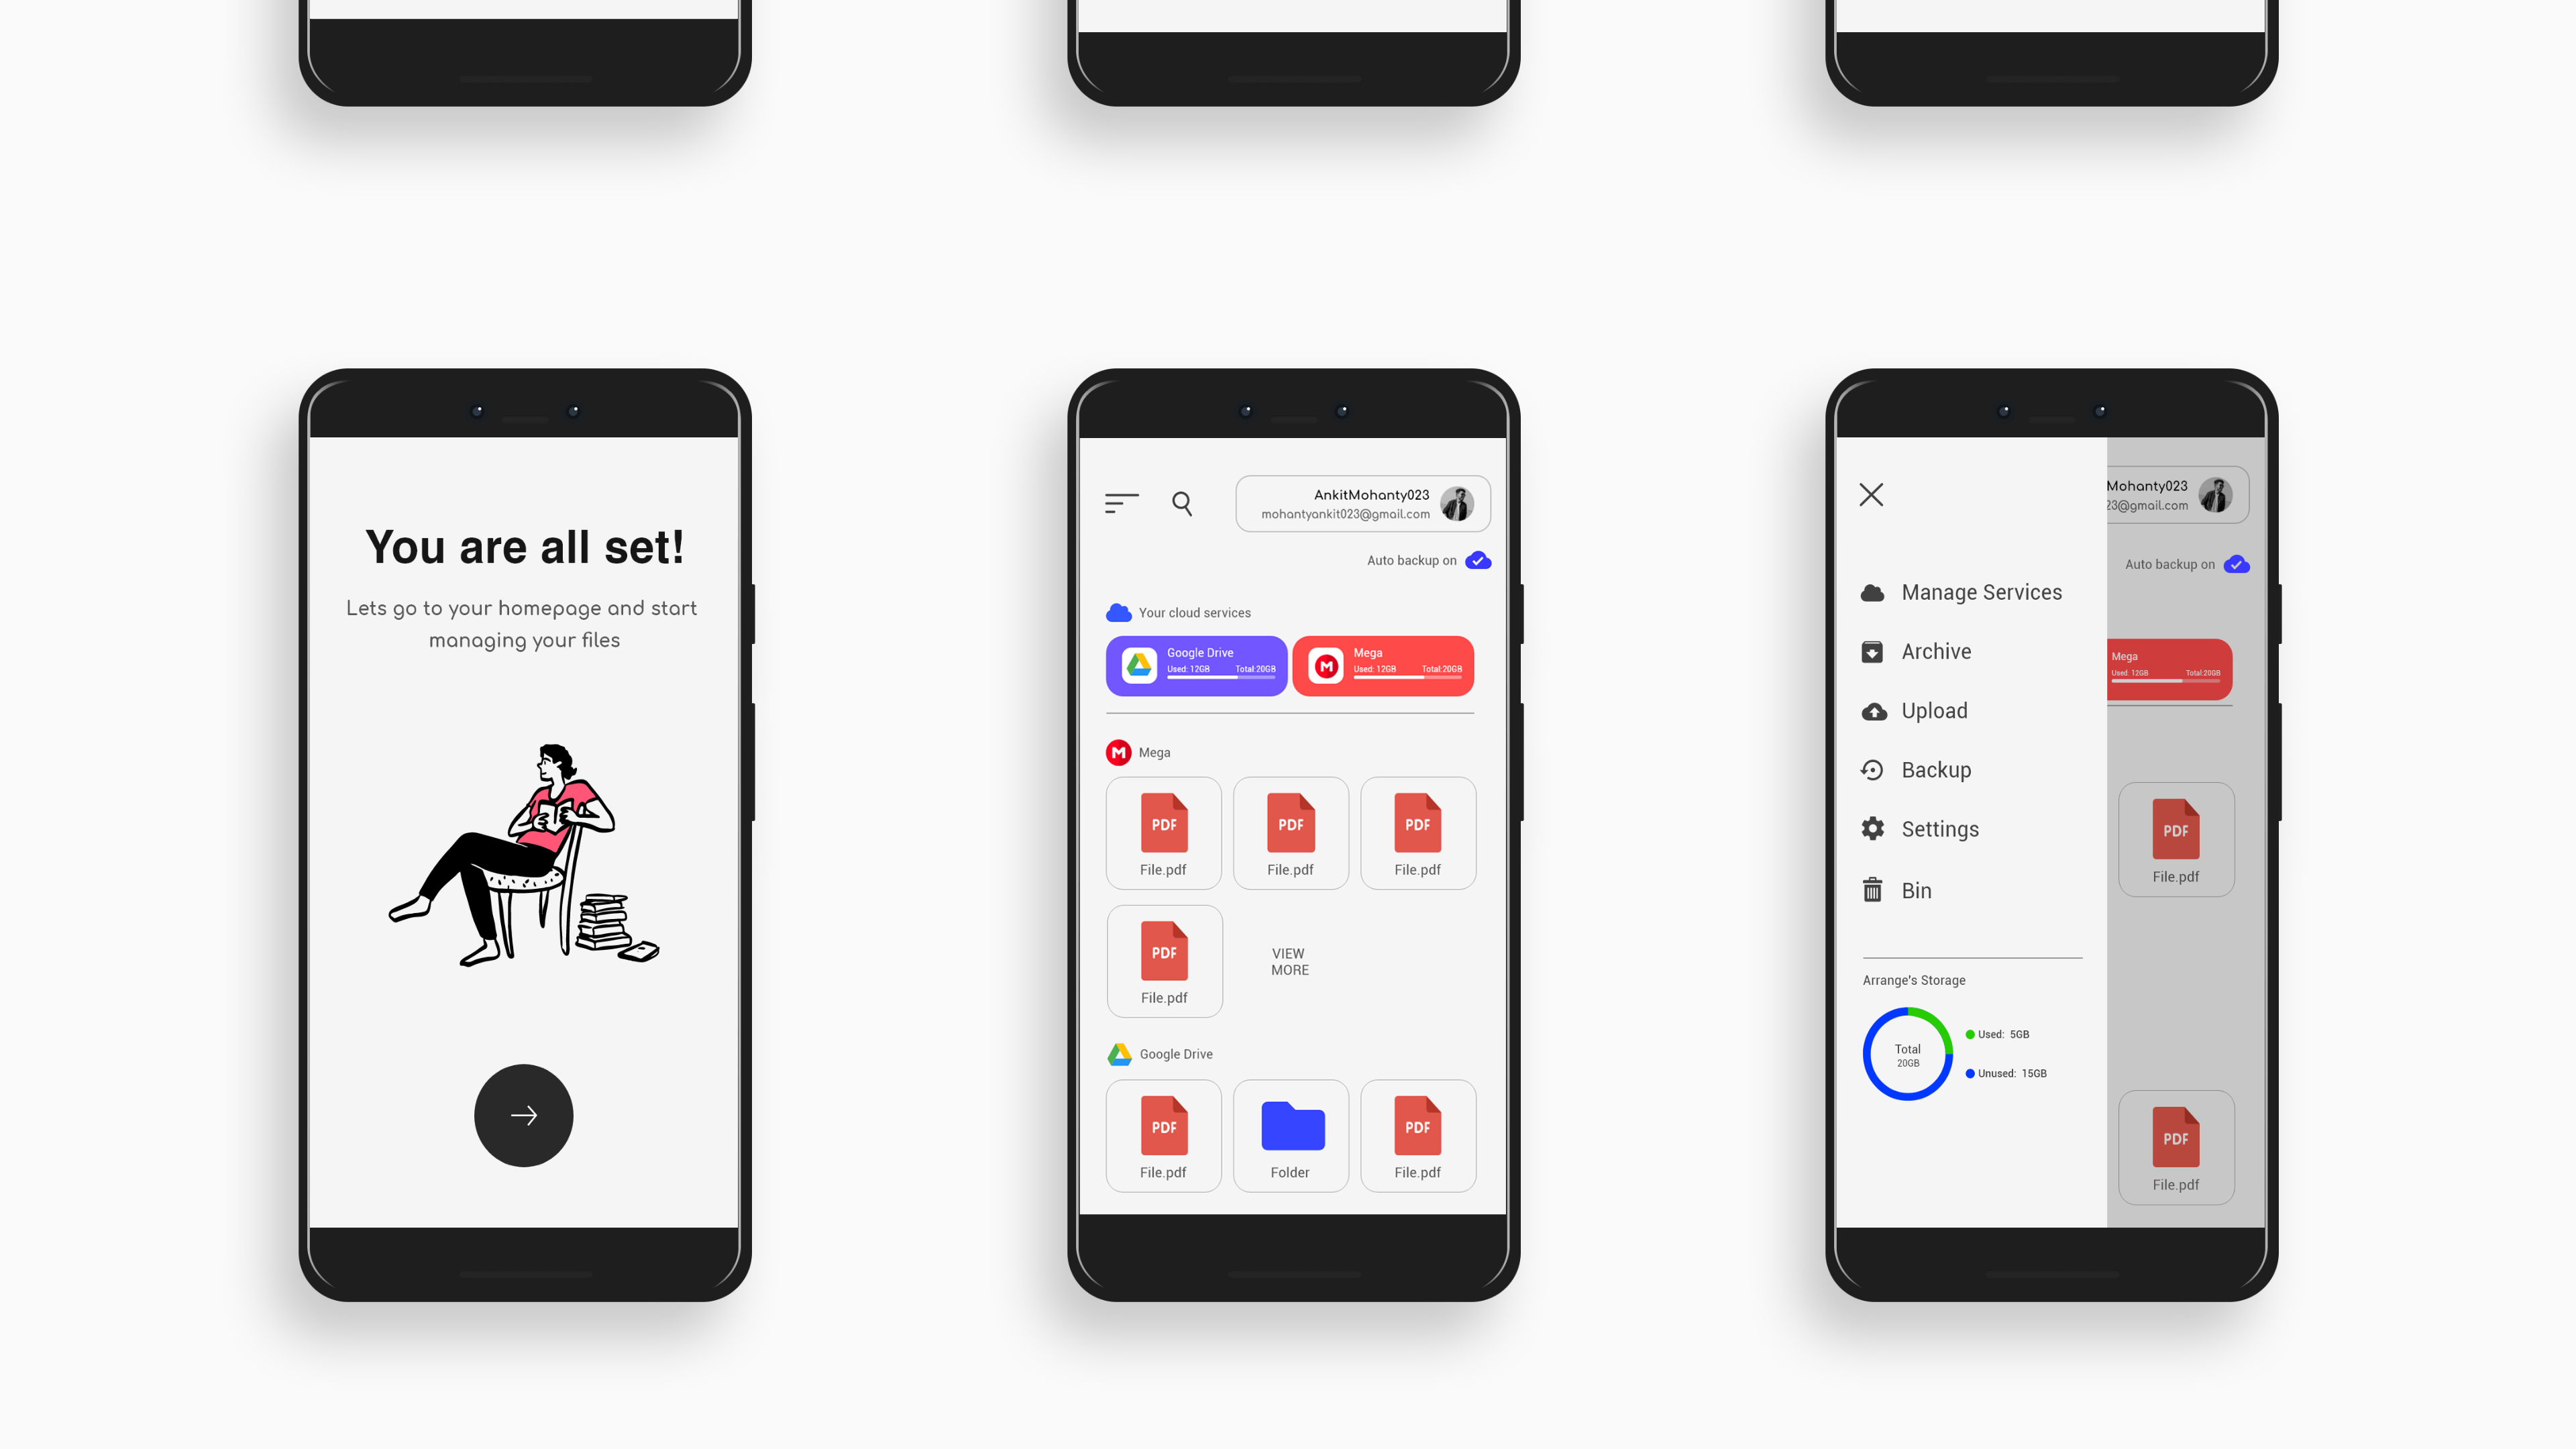 You are all set!
Lets go to your homepage and start
managing your files
AnkitMohanty023
mohantyankit023@gmail.com
Auto backup on
Your cloud services
Google Drive
Used: 12GB Total:20GB
Mega
Used: 12GB Total:20GB
Mega
PDF
File.pdf
PDF
File.pdf
PDF
File.pdf
PDF
File.pdf
VIEW
MORE
Google Drive
PDF
File.pdf
Folder
PDF
File.pdf
Manage Services
Archive
Upload
Backup
Settings
Bin
Arrange's Storage
Total
20GB
Used: 5GB
Unused: 15GB
Mohanty023
23@gmail.com
Auto backup on
Mega
Used: 12GB Total:20GB
PDF
File.pdf
PDF
File.pdf